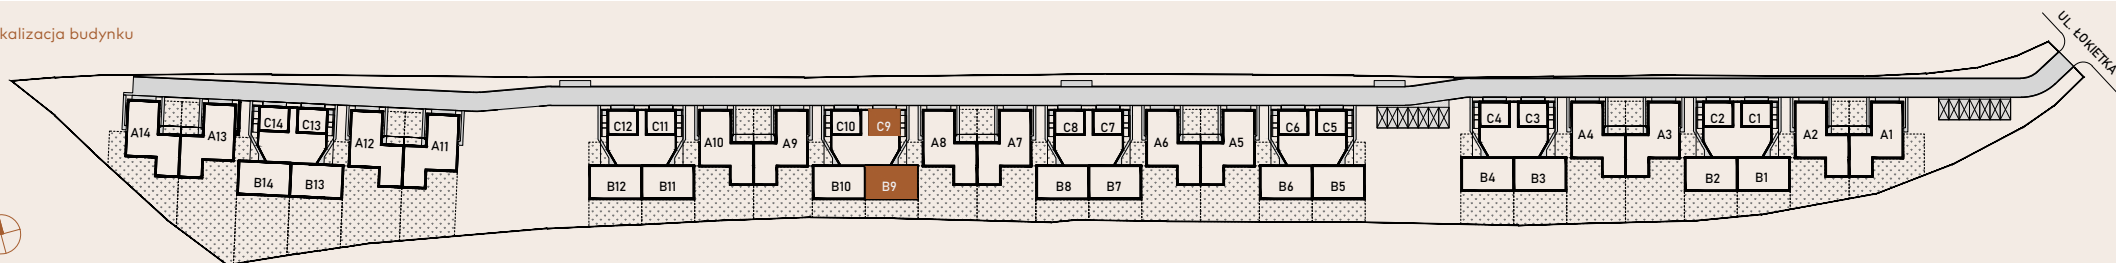 kalizacja budynku
UL. ŁOKIETKA
C14 C13 C12 C11 C10 C9 C8 C7 C6 C5 C4 C3 C2 C1
A14 A13 A12 A11 A10 A9 A8 A7 A6 A5 A4 A3 A2 A1
B14 B13 B12 B11 B10 B9 B8 B7 B6 B5 B4 B3 B2 B1